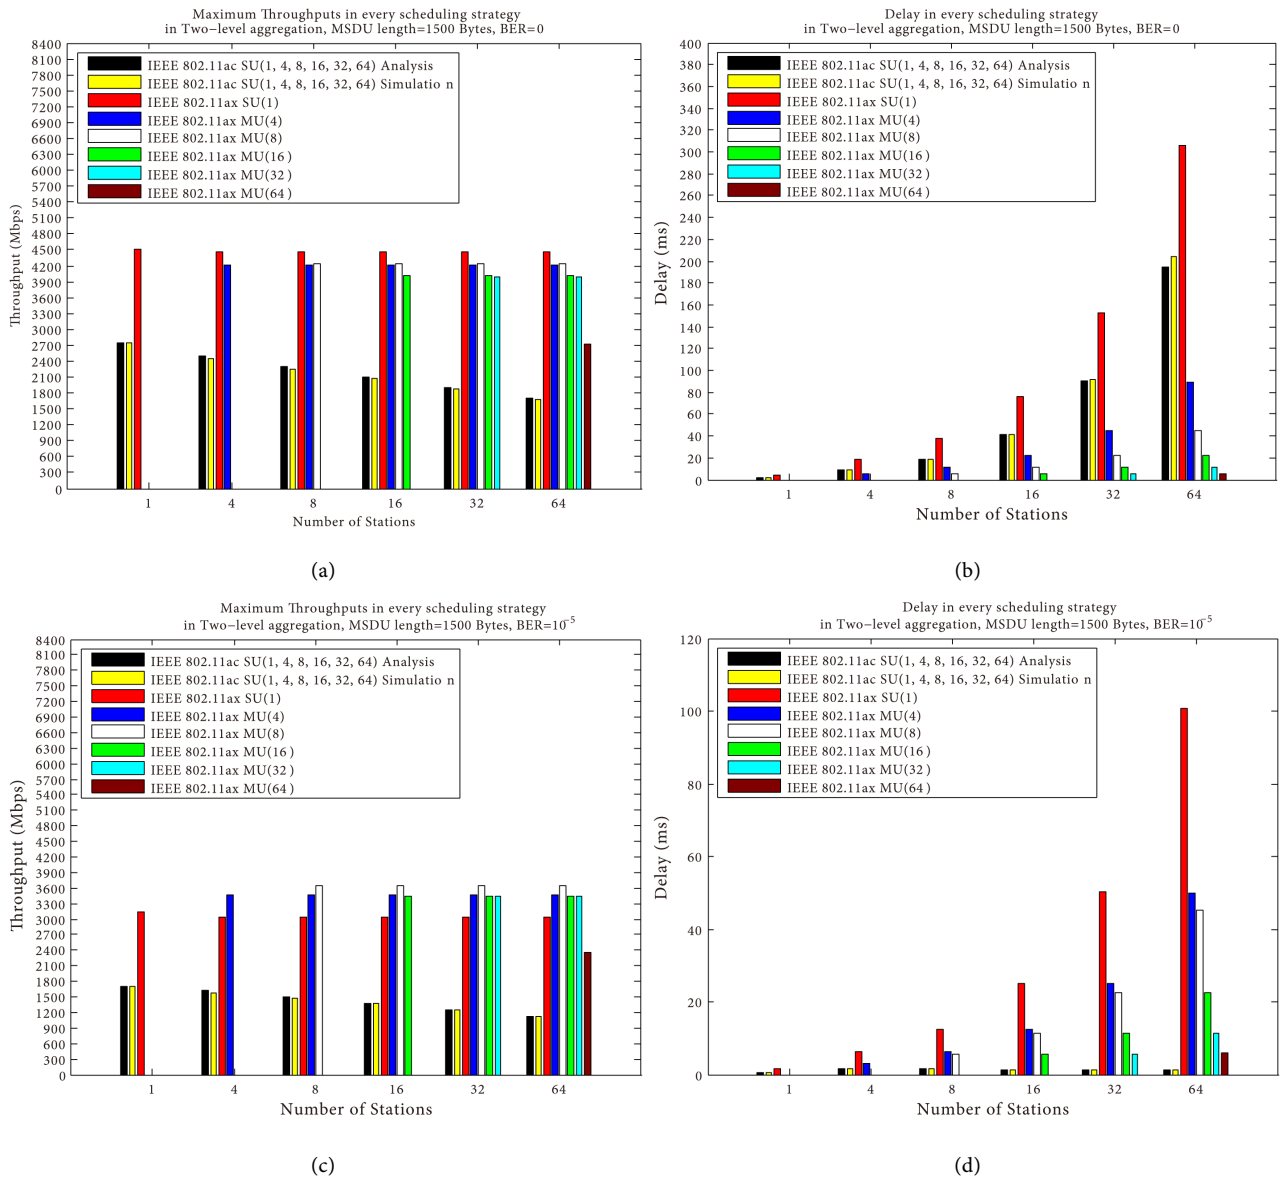 Maximum Throughputs in every scheduling strategy
in Two−level aggregation, MSDU length=1500 Bytes, BER=0
8400
8100
7800
7500
7200
6900
6600
6300
6000
5700
5400
5100
4800
4500
4200
3900
3600
3300
3000
2700
2400
2100
1800
1500
1200
900
600
300
0
Throughput (Mbps)
IEEE 802.11ac SU(1, 4, 8, 16, 32, 64) Analysis
IEEE 802.11ac SU(1, 4, 8, 16, 32, 64) Simulatio n
IEEE 802.11ax SU(1)
IEEE 802.11ax MU(4)
IEEE 802.11ax MU(8)
IEEE 802.11ax MU(16)
IEEE 802.11ax MU(32)
IEEE 802.11ax MU(64)
1 4 8 16 32 64
Number of Stations
(a)
Delay in every scheduling strategy
in Two−level aggregation, MSDU length=1500 Bytes, BER=0
400
380
360
340
320
300
280
260
240
220
200
180
160
140
120
100
80
60
40
20
0
Delay (ms)
IEEE 802.11ac SU(1, 4, 8, 16, 32, 64) Analysis
IEEE 802.11ac SU(1, 4, 8, 16, 32, 64) Simulatio n
IEEE 802.11ax SU(1)
IEEE 802.11ax MU(4)
IEEE 802.11ax MU(8)
IEEE 802.11ax MU(16)
IEEE 802.11ax MU(32)
IEEE 802.11ax MU(64)
1 4 8 16 32 64
Number of Stations
(b)
Maximum Throughputs in every scheduling strategy
in Two−level aggregation, MSDU length=1500 Bytes, BER=10⁻⁵
8400
8100
7800
7500
7200
6900
6600
6300
6000
5700
5400
5100
4800
4500
4200
3900
3600
3300
3000
2700
2400
2100
1800
1500
1200
900
600
300
0
Throughput (Mbps)
IEEE 802.11ac SU(1, 4, 8, 16, 32, 64) Analysis
IEEE 802.11ac SU(1, 4, 8, 16, 32, 64) Simulatio n
IEEE 802.11ax SU(1)
IEEE 802.11ax MU(4)
IEEE 802.11ax MU(8)
IEEE 802.11ax MU(16)
IEEE 802.11ax MU(32)
IEEE 802.11ax MU(64)
1 4 8 16 32 64
Number of Stations
(c)
Delay in every scheduling strategy
in Two−level aggregation, MSDU length=1500 Bytes, BER=10⁻⁵
120
100
80
60
40
20
0
Delay (ms)
IEEE 802.11ac SU(1, 4, 8, 16, 32, 64) Analysis
IEEE 802.11ac SU(1, 4, 8, 16, 32, 64) Simulatio n
IEEE 802.11ax SU(1)
IEEE 802.11ax MU(4)
IEEE 802.11ax MU(8)
IEEE 802.11ax MU(16)
IEEE 802.11ax MU(32)
IEEE 802.11ax MU(64)
1 4 8 16 32 64
Number of Stations
(d)